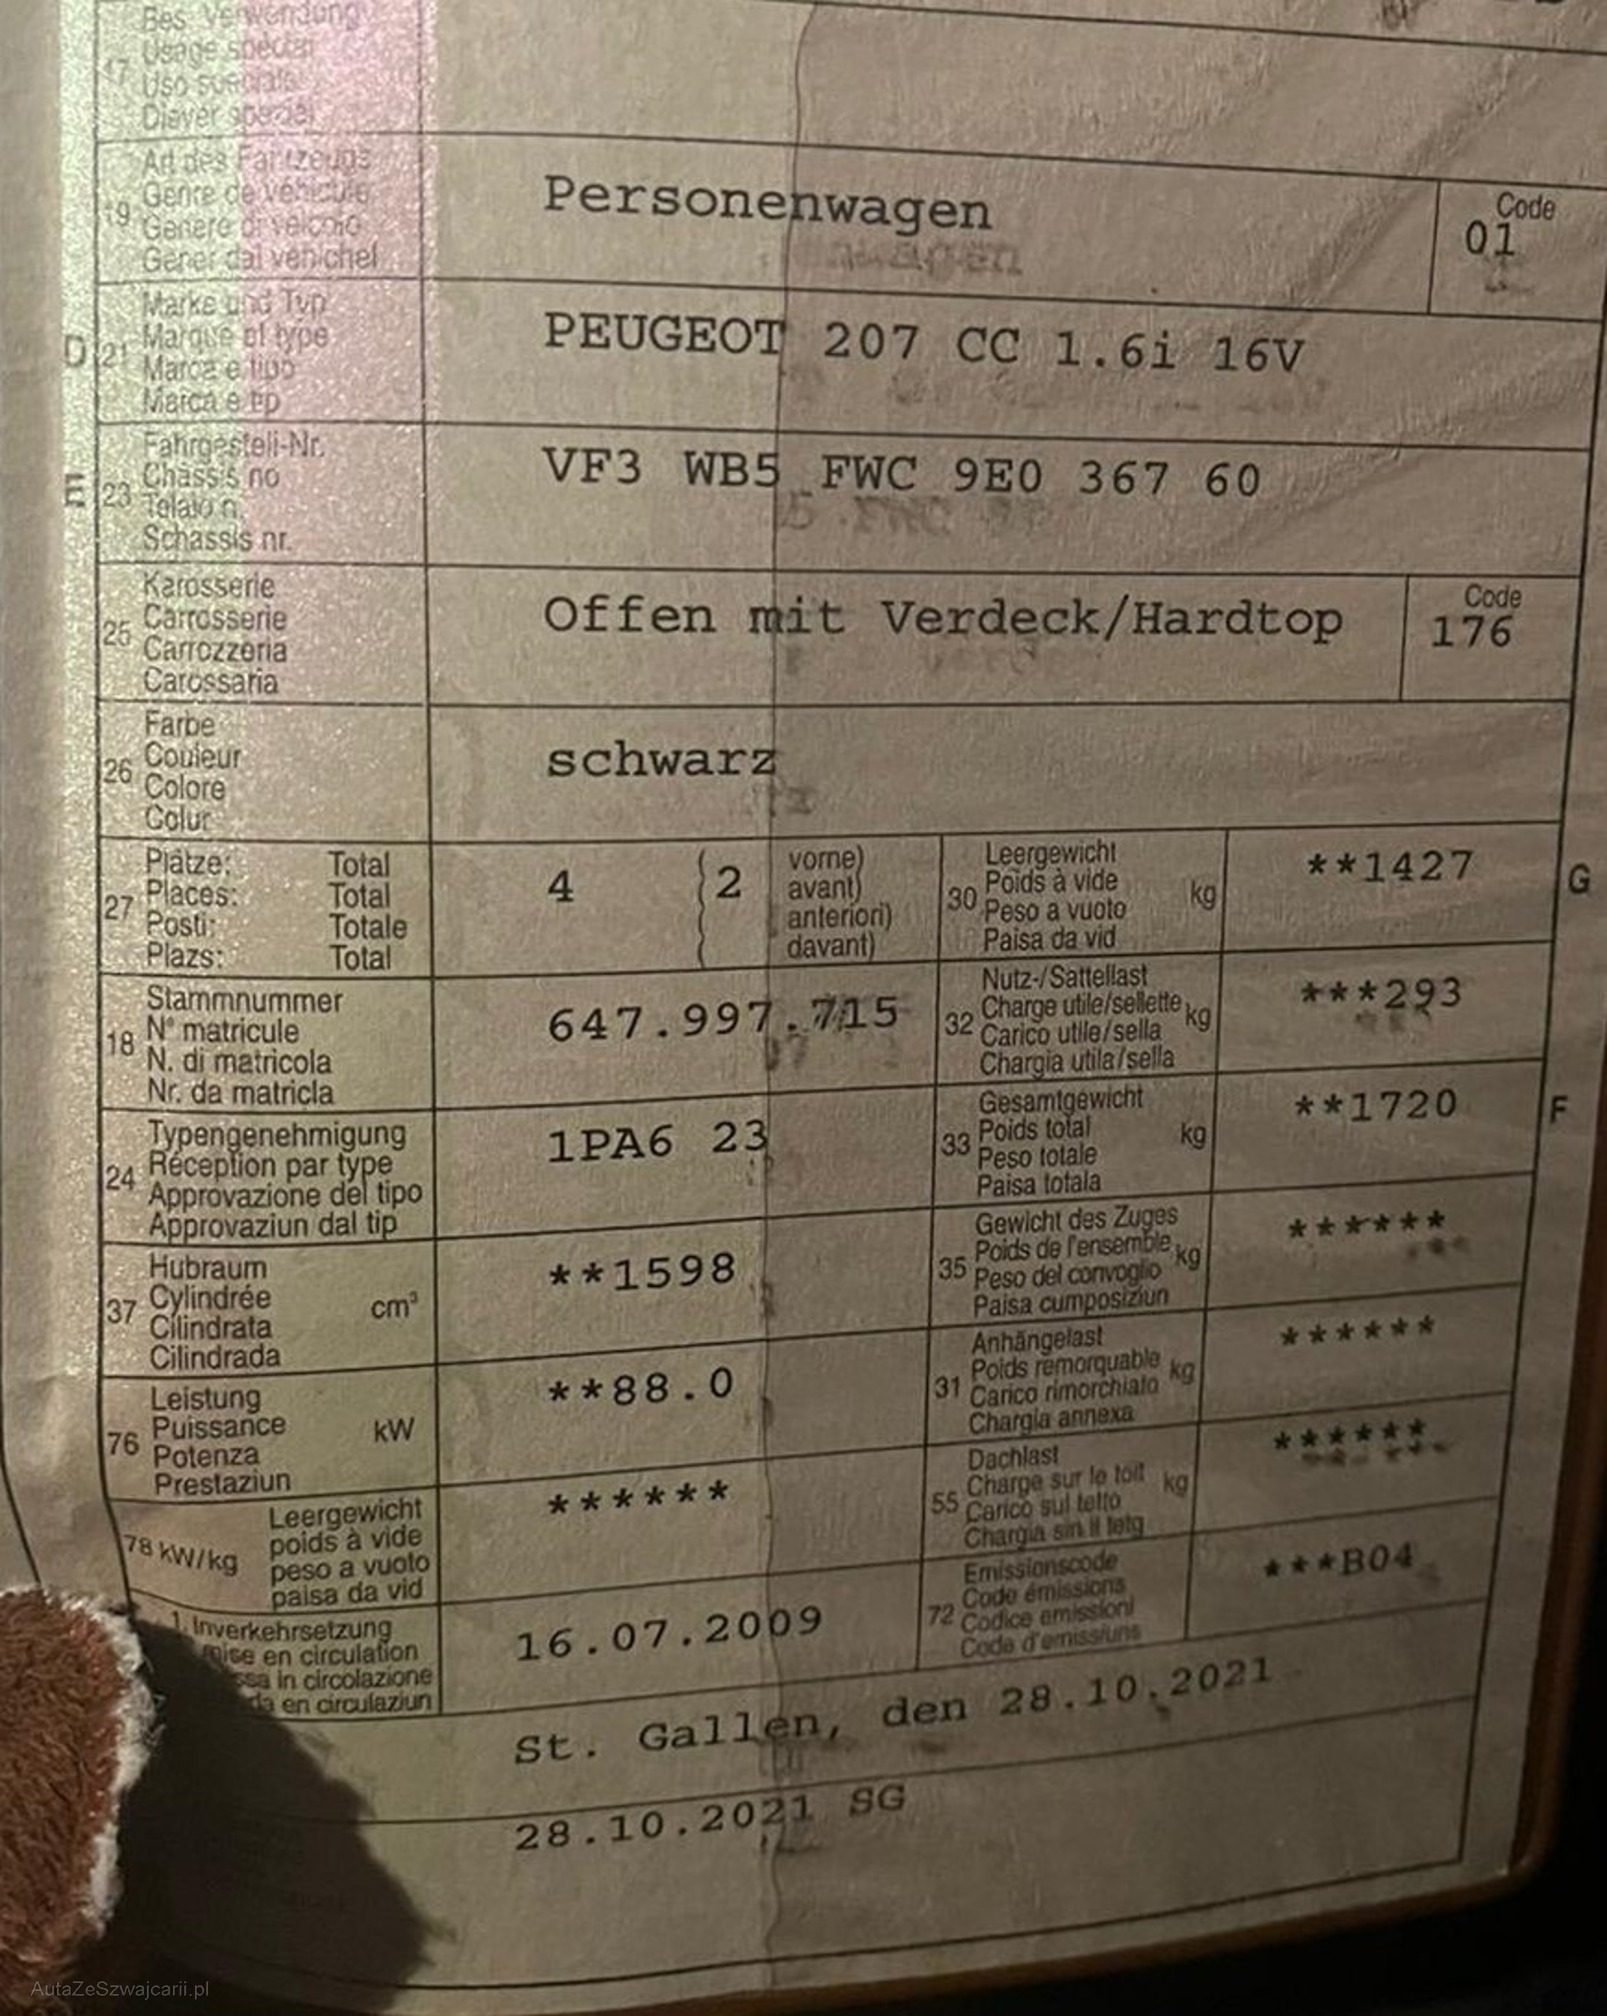 Bes Verwendung
Usage spécial
17 Uso speciale
Diever spezial
Art des Fahrzeugs
Genre de véhicule
19 Genere di veicolo
Gener dal vehichel
Personenwagen
Code
01
Marke und Typ
D 21 Marque et type
Marca e tipo
Marca e tip
PEUGEOT 207 CC 1.6i 16V
Fahrgestell-Nr.
E 23 Châssis no
Telaio n.
Schassis nr.
VF3 WB5 FWC 9E0 367 60
Karosserie
25 Carrosserie
Carrozzeria
Carossaria
Offen mit Verdeck/Hardtop
Code
176
Farbe
26 Couleur
Colore
Colur
schwarz
Plätze: Total
27 Places: Total
Posti: Totale
Plazs: Total
4 (2 vorne)
avant)
anteriori)
davant)
Leergewicht
30 Poids à vide kg
Peso a vuoto
Paisa da vid
**1427 G
Stammnummer
18 N° matricule
N. di matricola
Nr. da matricla
647.997.715
Nutz-/Sattellast
32 Charge utile/sellette kg
Carico utile/sella
Chargia utila/sella
***293
Typengenehmigung
24 Réception par type
Approvazione del tipo
Approvaziun dal tip
1PA6 23
Gesamtgewicht
33 Poids total kg
Peso totale
Paisa totala
**1720 F
Hubraum
37 Cylindrée cm³
Cilindrata
Cilindrada
**1598
Gewicht des Zuges
35 Poids de l'ensemble kg
Peso del convoglio
Paisa cumposiziun
******
Leistung
76 Puissance kW
Potenza
Prestaziun
**88.0
Anhängelast
31 Poids remorquable kg
Carico rimorchiato
Chargia annexa
******
78 kW/kg Leergewicht
poids à vide
peso a vuoto
paisa da vid
******
Dachlast
55 Charge sur le toit kg
Carico sul tetto
Chargia sin il tetg
******
1. Inverkehrsetzung
mise en circulation
in circolazione
en circulaziun
16.07.2009
Emissionscode
72 Code émissions
Codice emissioni
Code d'emissiuns
***B04
St. Gallen, den 28.10.2021
28.10.2021 SG
AutaZeSzwajcarii.pl